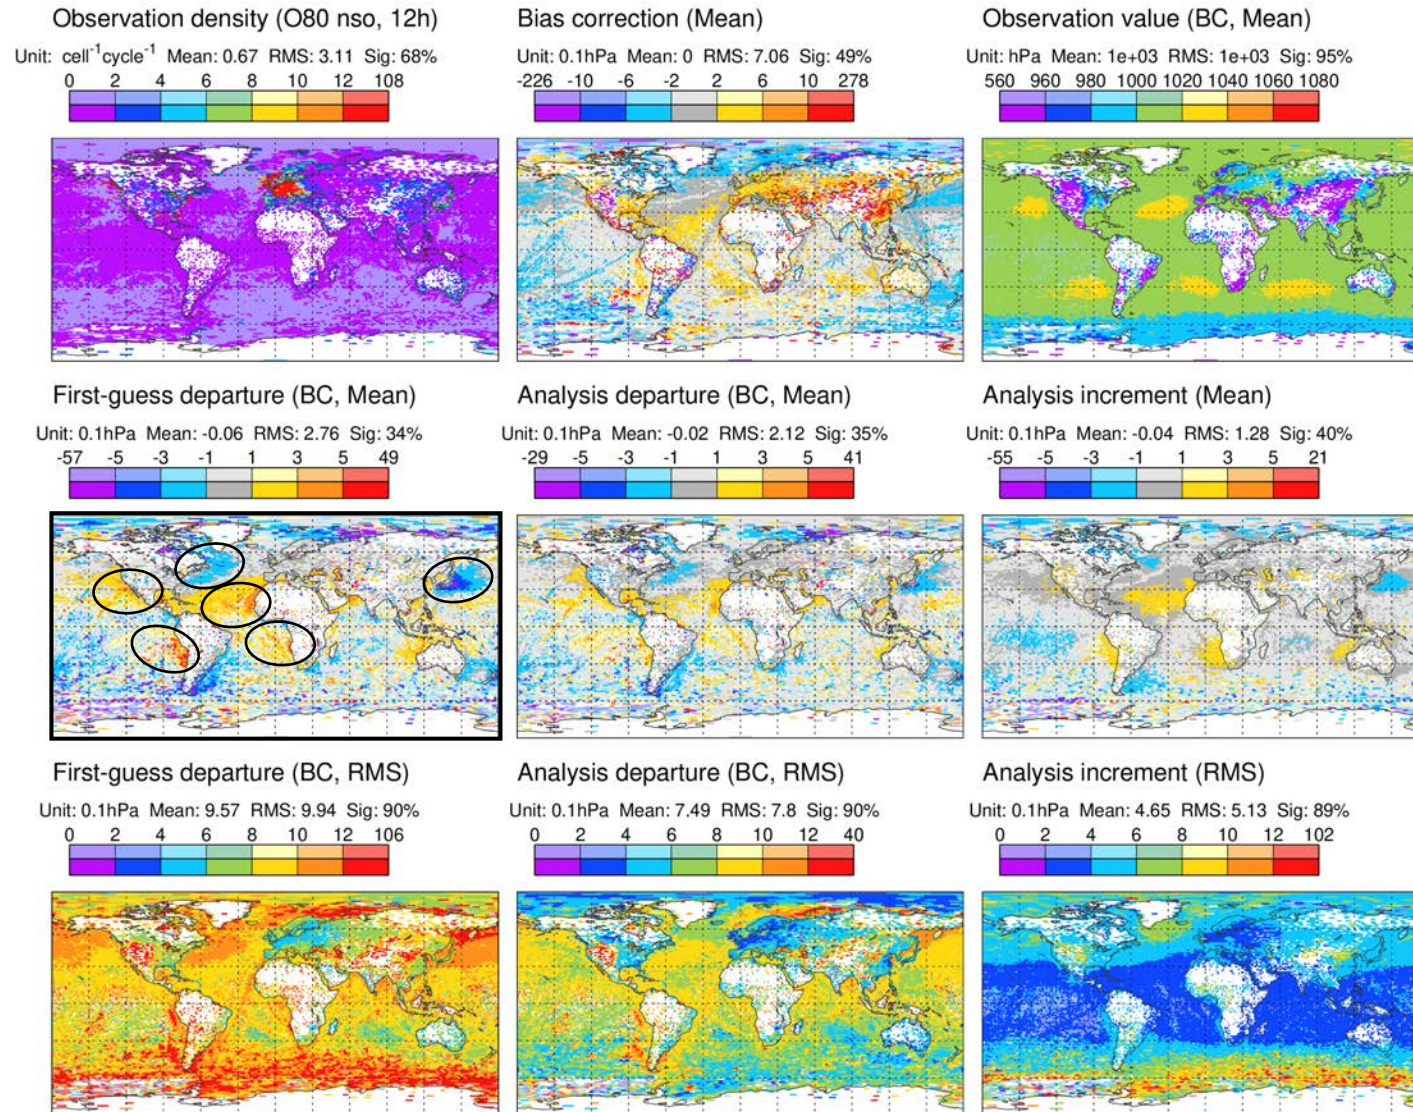 Observation density (O80 nso, 12h)
Unit: cell⁻¹cycle⁻¹ Mean: 0.67 RMS: 3.11 Sig: 68%
0 2 4 6 8 10 12 108
Bias correction (Mean)
Unit: 0.1hPa Mean: 0 RMS: 7.06 Sig: 49%
-226 -10 -6 -2 2 6 10 278
Observation value (BC, Mean)
Unit: hPa Mean: 1e+03 RMS: 1e+03 Sig: 95%
560 960 980 1000 1020 1040 1060 1080
First-guess departure (BC, Mean)
Unit: 0.1hPa Mean: -0.06 RMS: 2.76 Sig: 34%
-57 -5 -3 -1 1 3 5 49
Analysis departure (BC, Mean)
Unit: 0.1hPa Mean: -0.02 RMS: 2.12 Sig: 35%
-29 -5 -3 -1 1 3 5 41
Analysis increment (Mean)
Unit: 0.1hPa Mean: -0.04 RMS: 1.28 Sig: 40%
-55 -5 -3 -1 1 3 5 21
First-guess departure (BC, RMS)
Unit: 0.1hPa Mean: 9.57 RMS: 9.94 Sig: 90%
0 2 4 6 8 10 12 106
Analysis departure (BC, RMS)
Unit: 0.1hPa Mean: 7.49 RMS: 7.8 Sig: 90%
0 2 4 6 8 10 12 40
Analysis increment (RMS)
Unit: 0.1hPa Mean: 4.65 RMS: 5.13 Sig: 89%
0 2 4 6 8 10 12 102